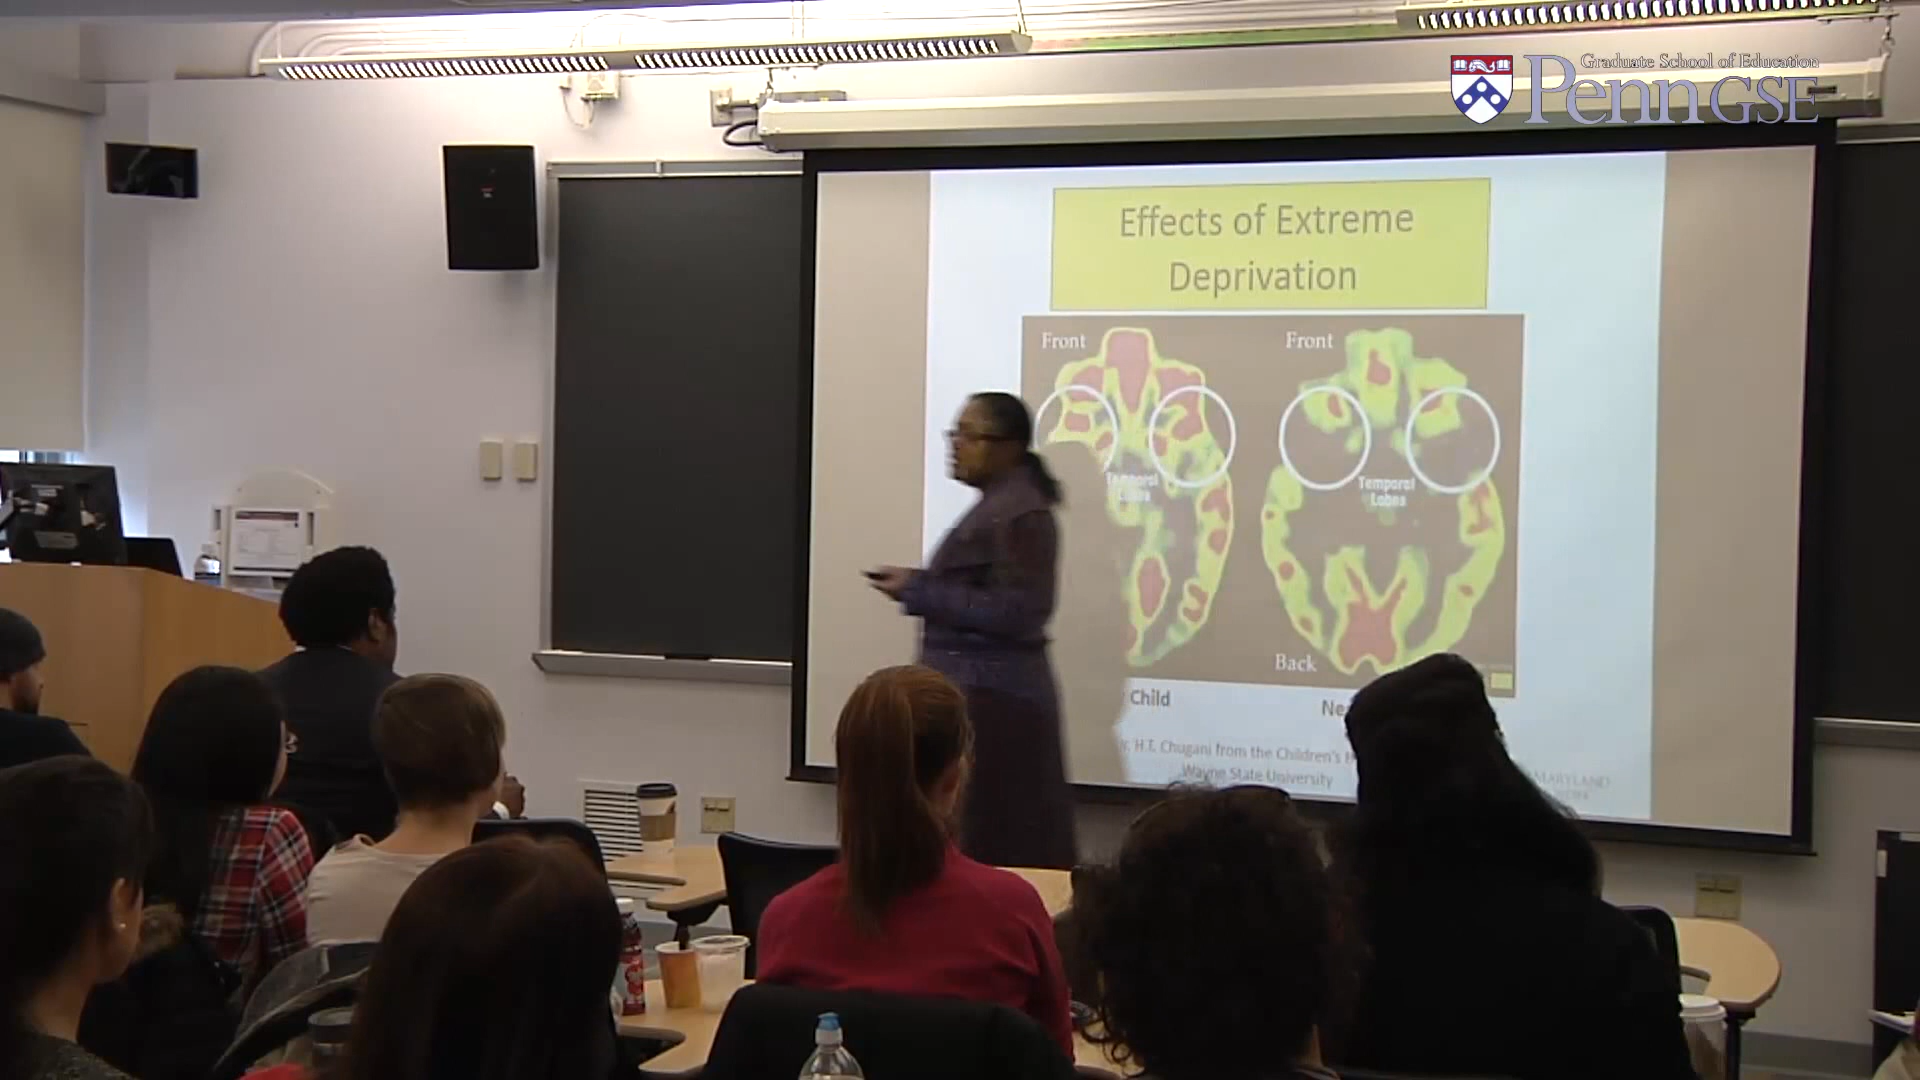 Graduate School of Education
Penn GSE
Effects of Extreme
Deprivation
Front
Front
Temporal
Lobes
Temporal
Lobes
Back
Child
H.T. Chugani from the Children's
Wayne State University
MARYLAND